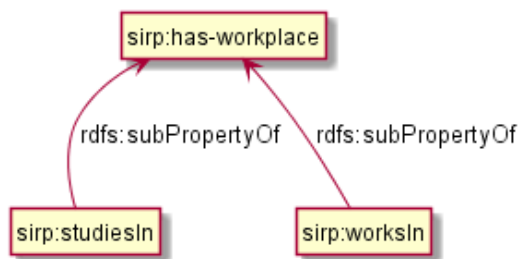 sirp:has-workplace
rdfs:subPropertyOf
rdfs:subPropertyOf
sirp:studiesIn
sirp:worksIn